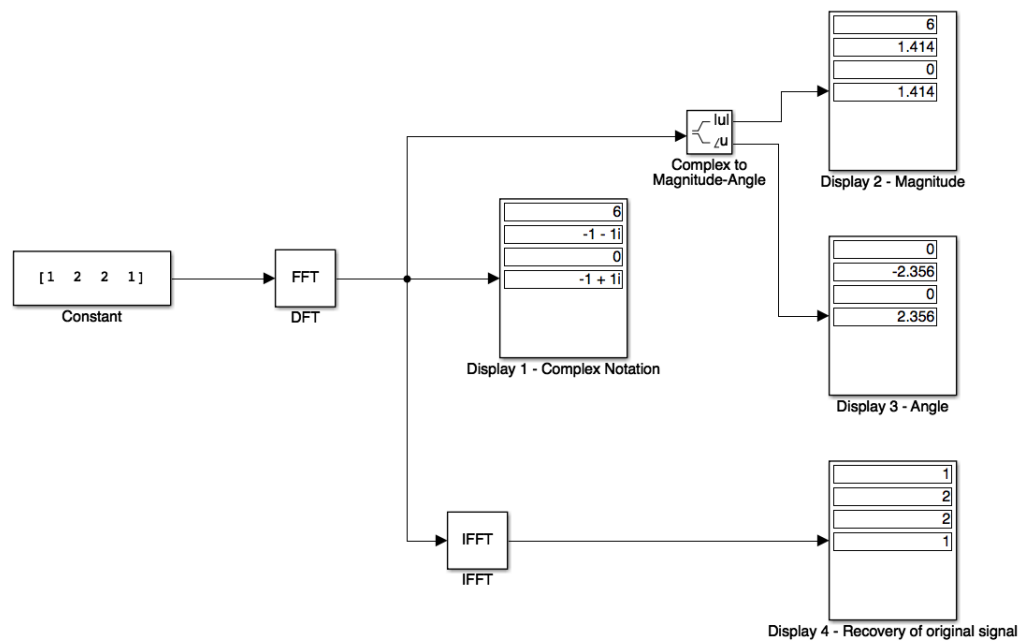 6
1.414
0
1.414
Display 2 - Magnitude
|u|
∠u
Complex to
Magnitude-Angle
6
-1 - 1i
0
-1 + 1i
Display 1 - Complex Notation
[1 2 2 1]
Constant
FFT
DFT
0
-2.356
0
2.356
Display 3 - Angle
IFFT
IFFT
1
2
2
1
Display 4 - Recovery of original signal